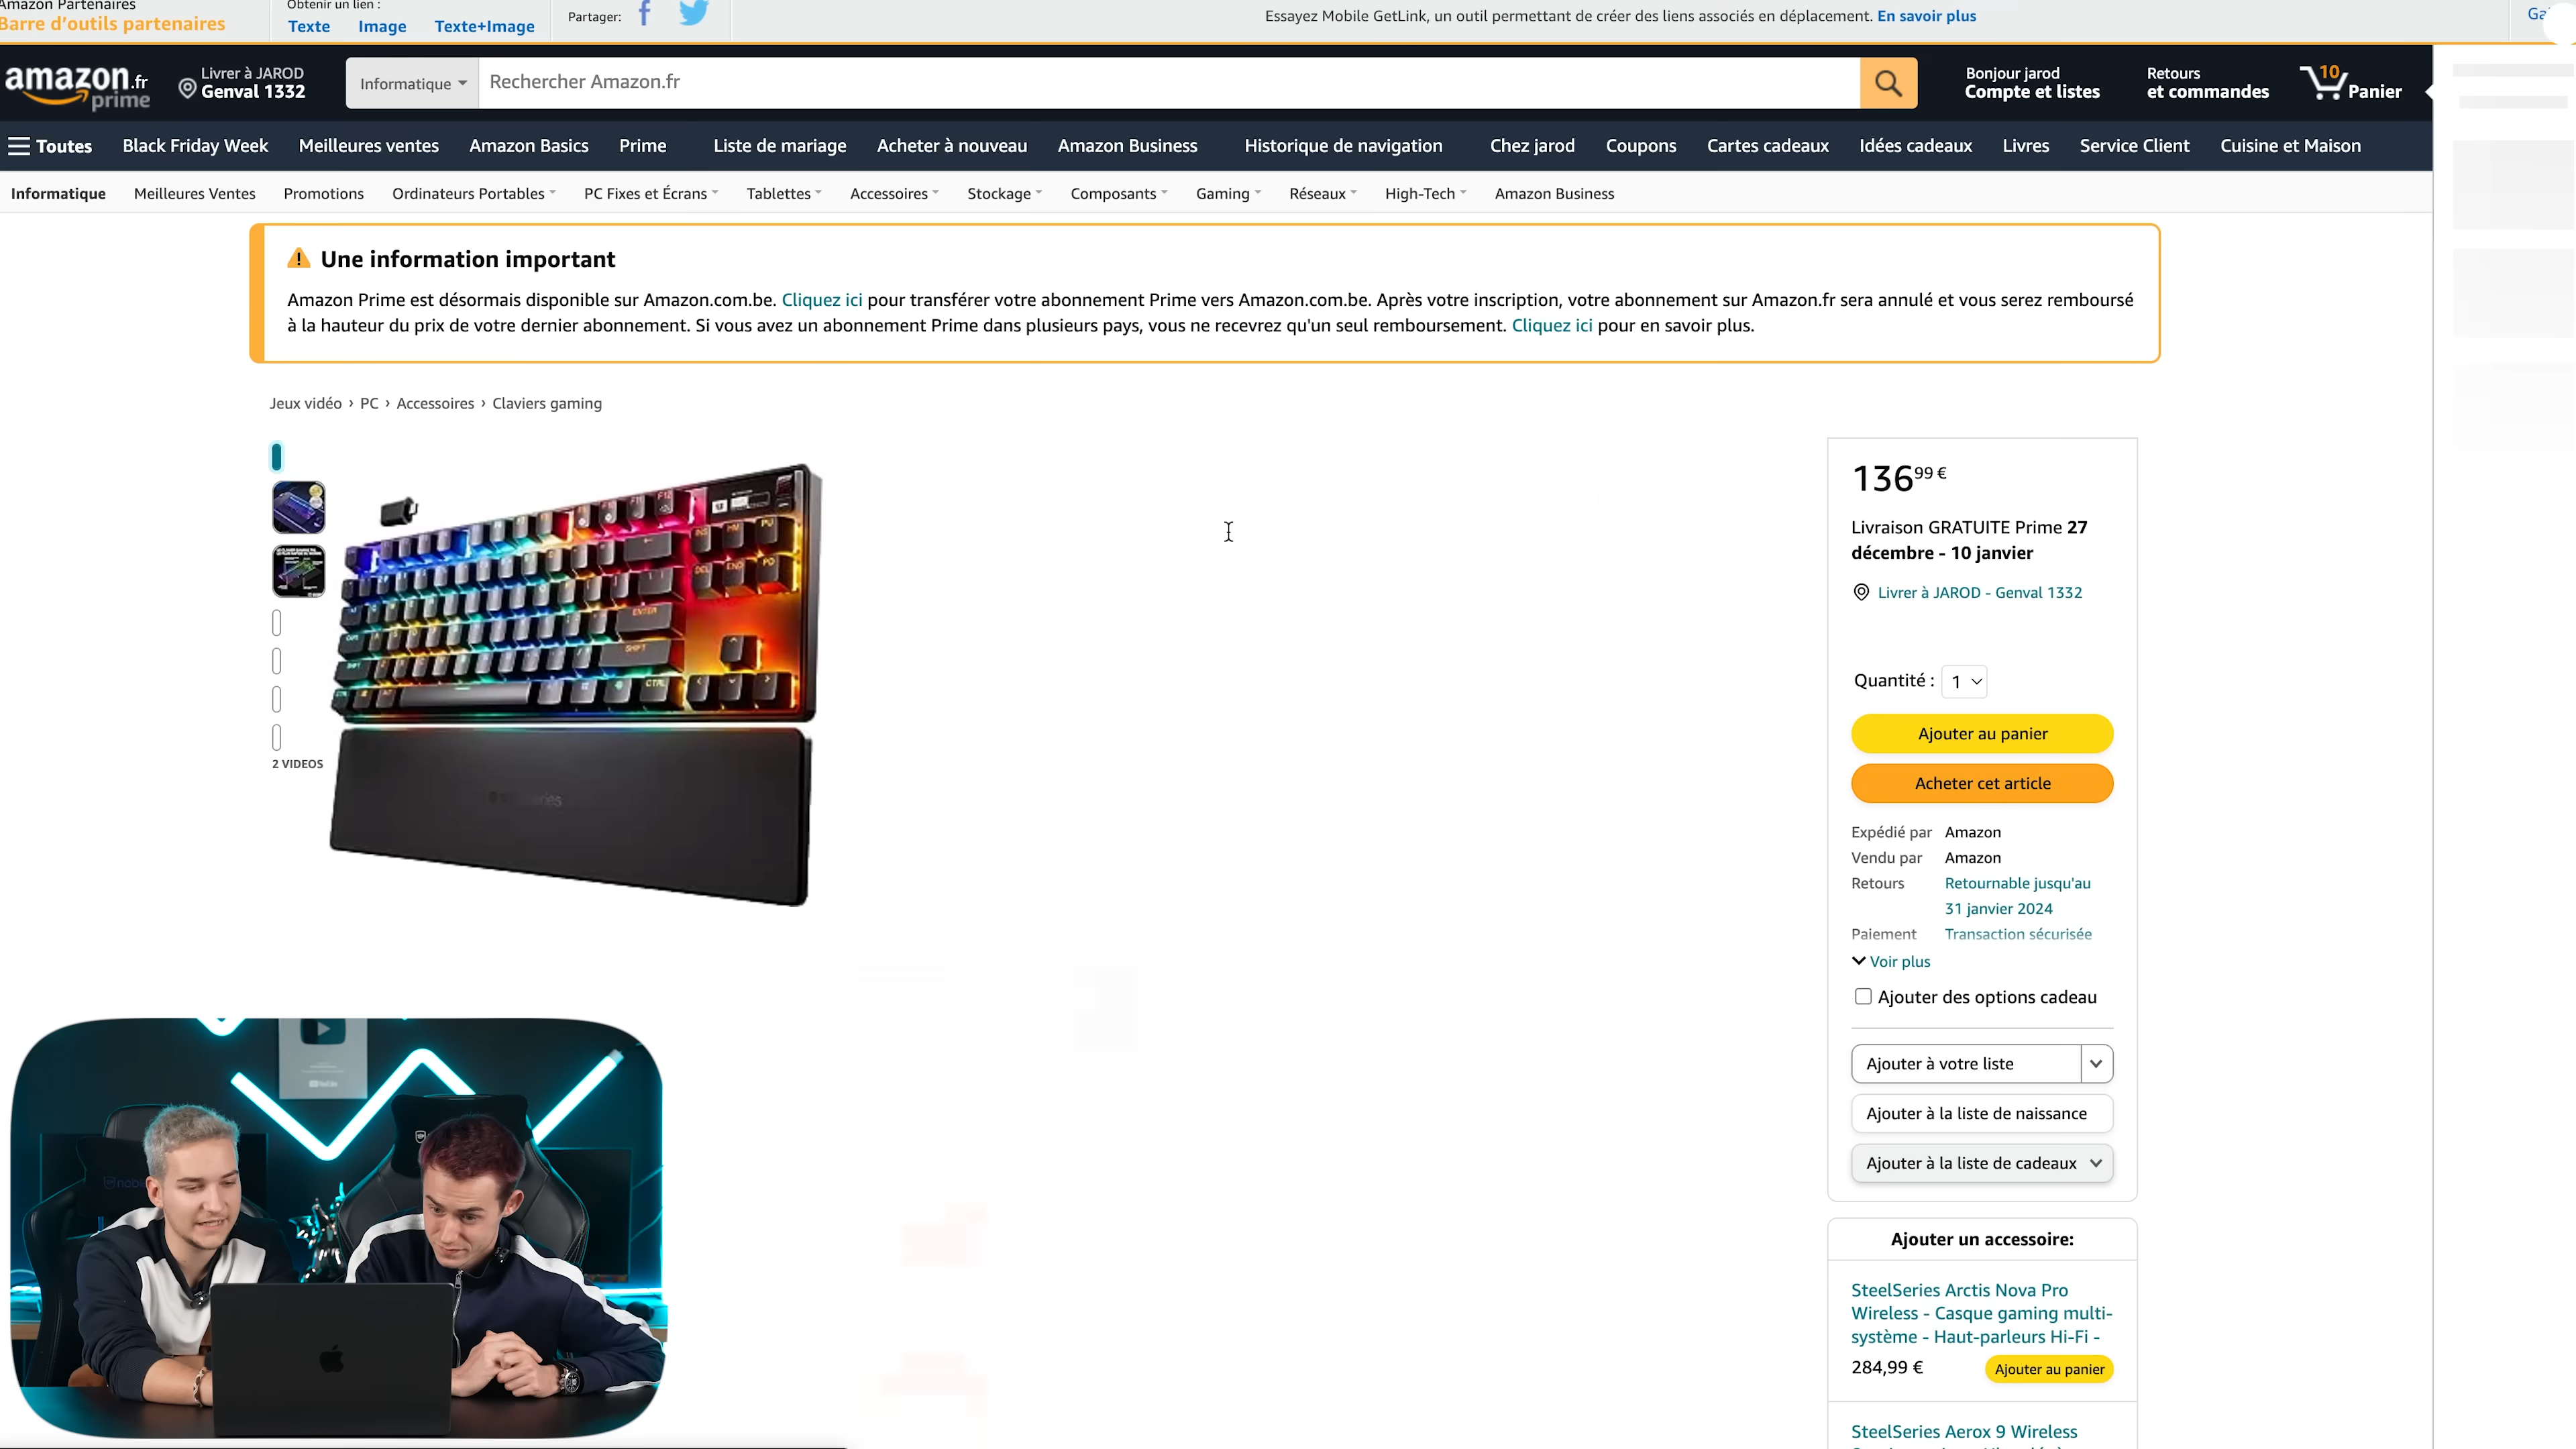 Amazon Partenaires
Barre d'outils partenaires
Obtenir un lien :
Texte Image Texte+Image
Partager:
Essayez Mobile GetLink, un outil permettant de créer des liens associés en déplacement. En savoir plus
amazon.fr
prime
Livrer à JAROD
Genval 1332
Informatique
Rechercher Amazon.fr
Bonjour jarod
Compte et listes
Retours
et commandes
10
Panier
Toutes Black Friday Week Meilleures ventes Amazon Basics Prime Liste de mariage Acheter à nouveau Amazon Business Historique de navigation Chez jarod Coupons Cartes cadeaux Idées cadeaux Livres Service Client Cuisine et Maison
Informatique Meilleures Ventes Promotions Ordinateurs Portables PC Fixes et Écrans Tablettes Accessoires Stockage Composants Gaming Réseaux High-Tech Amazon Business
Une information important
Amazon Prime est désormais disponible sur Amazon.com.be. Cliquez ici pour transférer votre abonnement Prime vers Amazon.com.be. Après votre inscription, votre abonnement sur Amazon.fr sera annulé et vous serez remboursé
à la hauteur du prix de votre dernier abonnement. Si vous avez un abonnement Prime dans plusieurs pays, vous ne recevrez qu'un seul remboursement. Cliquez ici pour en savoir plus.
Jeux vidéo › PC › Accessoires › Claviers gaming
2 VIDEOS
ENTER
SHIFT
CTRL
136 99 €
Livraison GRATUITE Prime 27
décembre - 10 janvier
Livrer à JAROD - Genval 1332
Quantité : 1
Ajouter au panier
Acheter cet article
Expédié par Amazon
Vendu par Amazon
Retours Retournable jusqu'au
31 janvier 2024
Paiement Transaction sécurisée
Voir plus
Ajouter des options cadeau
Ajouter à votre liste
Ajouter à la liste de naissance
Ajouter à la liste de cadeaux
Ajouter un accessoire:
SteelSeries Arctis Nova Pro
Wireless - Casque gaming multi-
système - Haut-parleurs Hi-Fi -
284,99 €
Ajouter au panier
SteelSeries Aerox 9 Wireless